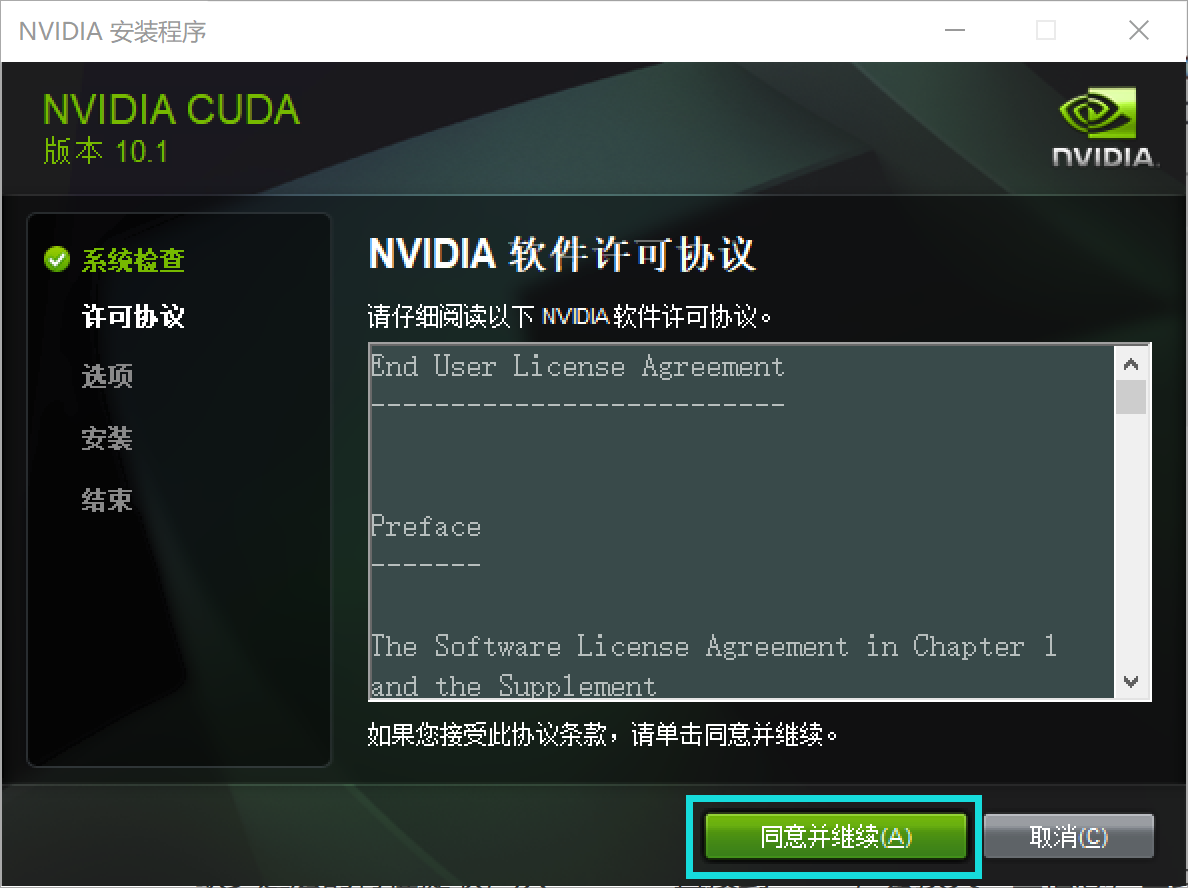 NVIDIA 安装程序
NVIDIA CUDA
版本 10.1
NVIDIA.
系统检查
许可协议
选项
安装
结束
NVIDIA 软件许可协议
请仔细阅读以下 NVIDIA 软件许可协议。
End User License Agreement
--------------------------
Preface
-------
The Software License Agreement in Chapter 1
and the Supplement
如果您接受此协议条款，请单击同意并继续。
同意并继续(A)
取消(C)